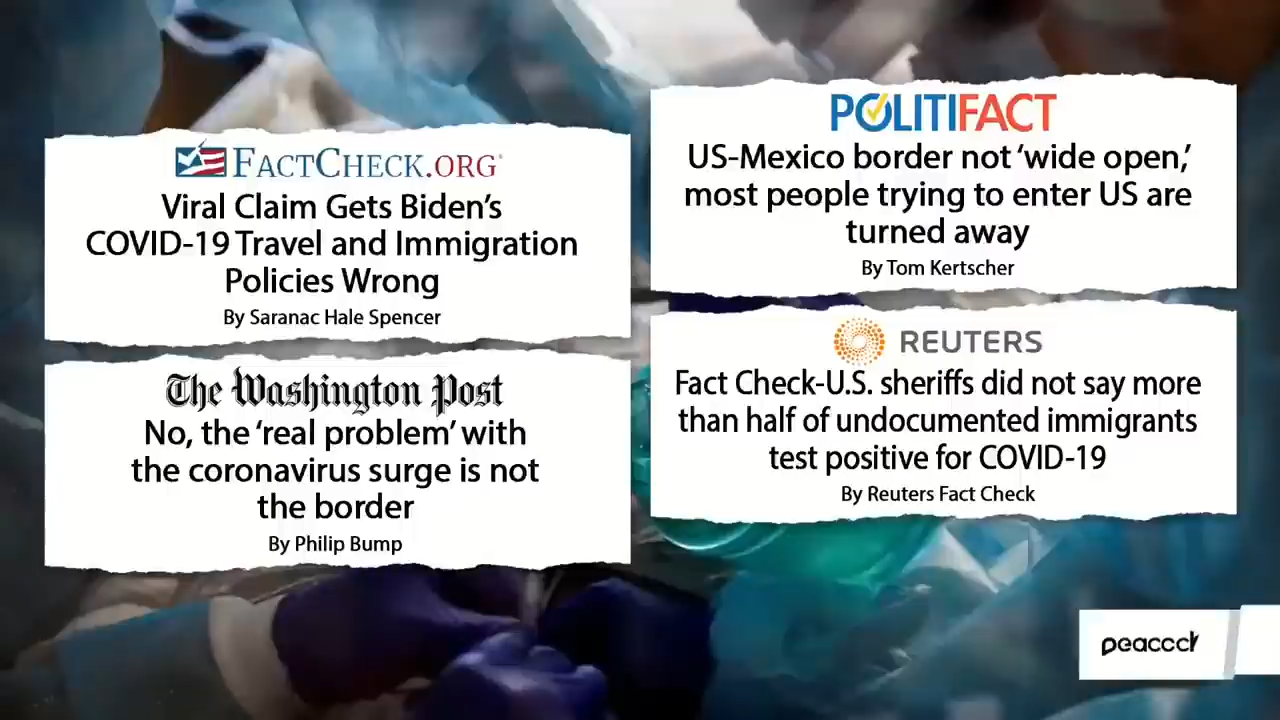 FACTCHECK.ORG®
Viral Claim Gets Biden's
COVID-19 Travel and Immigration
Policies Wrong
By Saranac Hale Spencer
The Washington Post
No, the 'real problem' with
the coronavirus surge is not
the border
By Philip Bump
POLITIFACT
US-Mexico border not 'wide open,'
most people trying to enter US are
turned away
By Tom Kertscher
REUTERS
Fact Check-U.S. sheriffs did not say more
than half of undocumented immigrants
test positive for COVID-19
By Reuters Fact Check
peacock